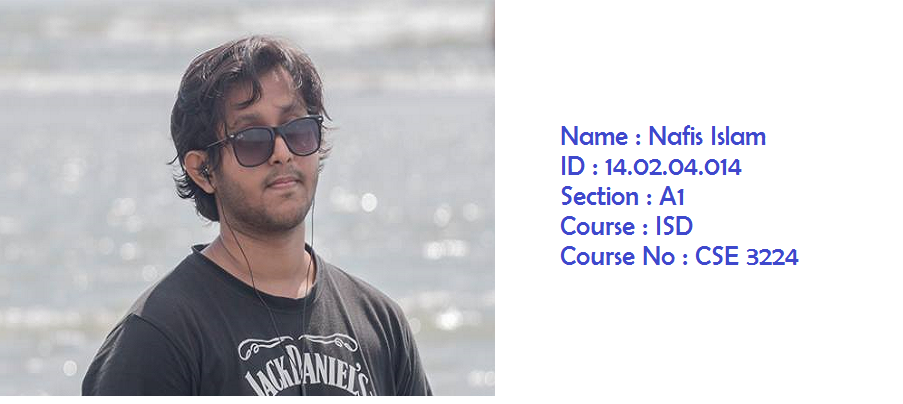 Name : Nafis Islam
ID : 14.02.04.014
Section : A1
Course : ISD
Course No : CSE 3224
JACK DANIEL'S